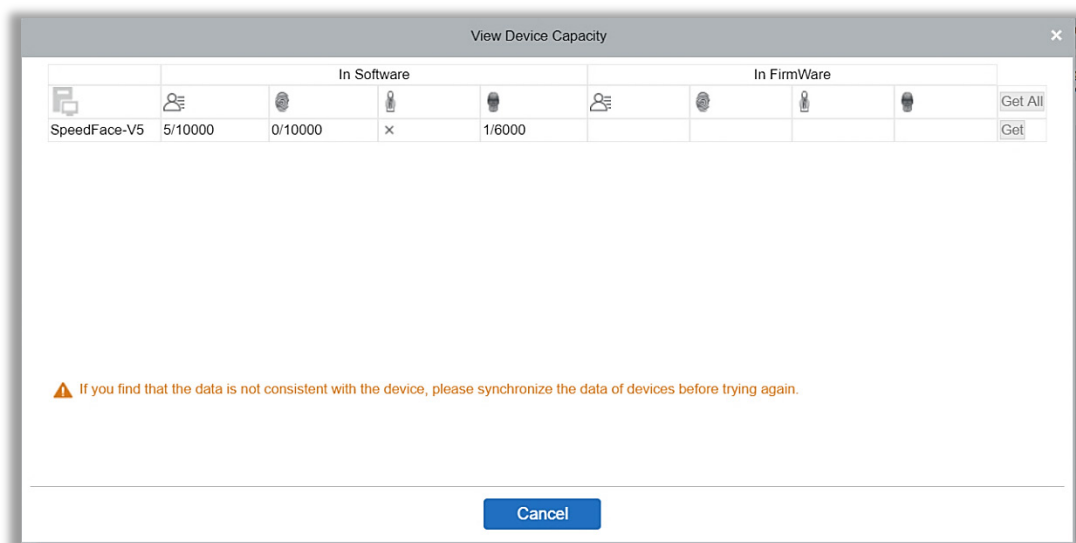 View Device Capacity ×
In Software In FirmWare
Get All
SpeedFace-V5 5/10000 0/10000 × 1/6000 Get
If you find that the data is not consistent with the device, please synchronize the data of devices before trying again.
Cancel